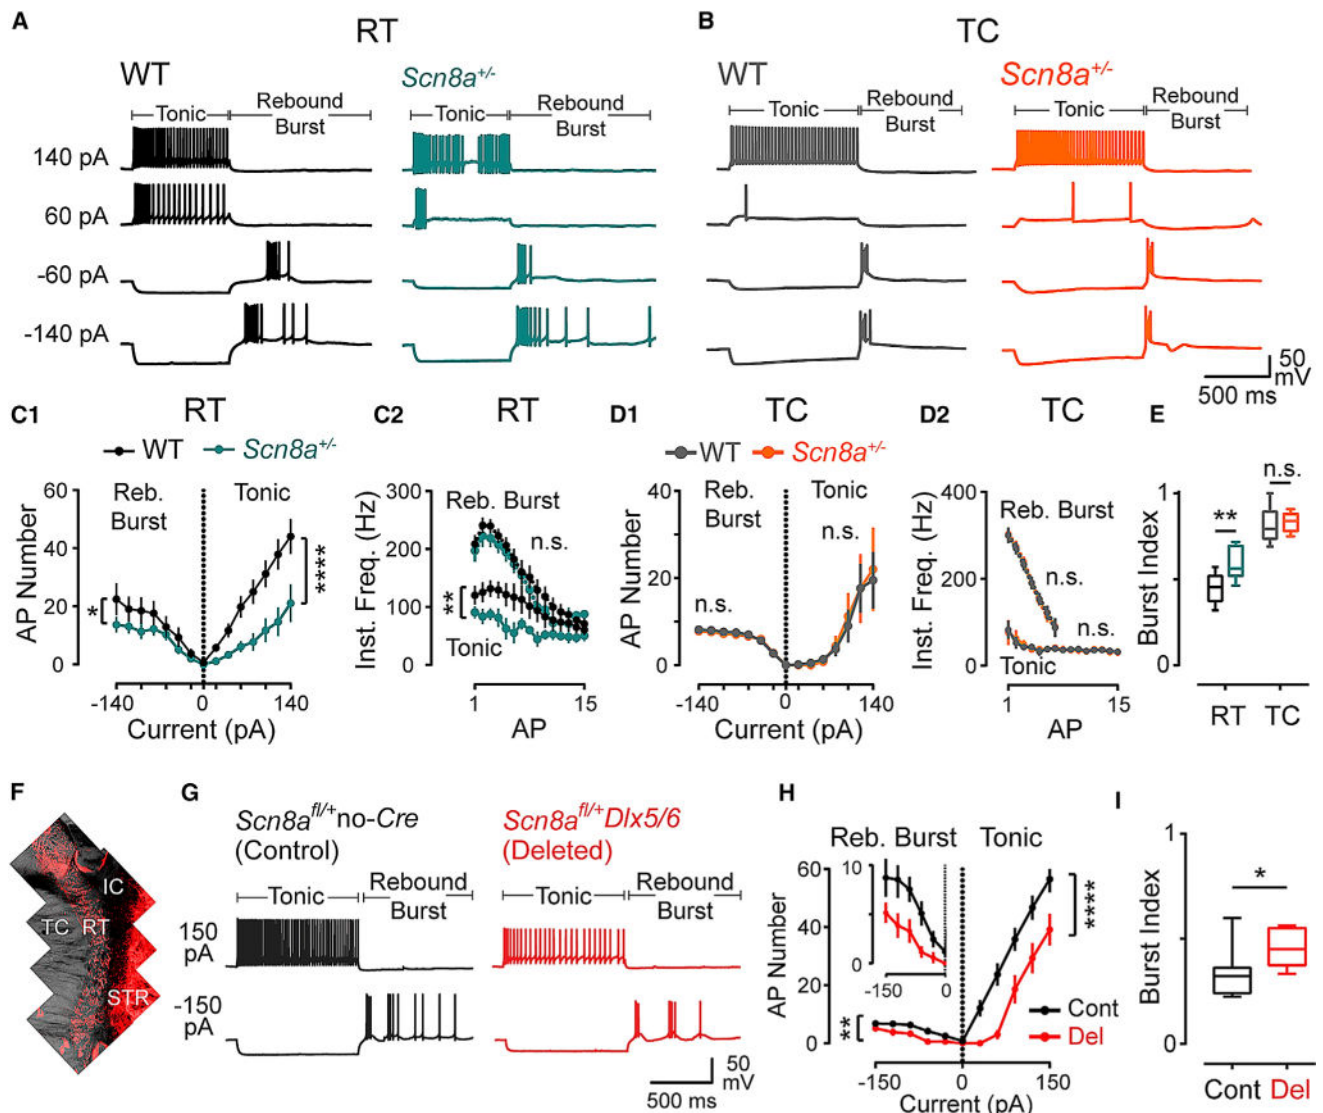 A RT B TC
WT Scn8a+/- WT Scn8a+/-
Tonic Rebound Burst Tonic Rebound Burst Tonic Rebound Burst Tonic Rebound Burst
140 pA
60 pA
-60 pA
-140 pA
50 mV
500 ms
C1 RT C2 RT D1 TC D2 TC E
WT Scn8a+/- WT Scn8a+/-
60
40
20
0
AP Number
Reb. Burst
Tonic
*
****
-140 0 140
Current (pA)
300
200
100
0
Inst. Freq. (Hz)
Reb. Burst
n.s.
**
Tonic
1 15
AP
40
20
0
AP Number
Reb. Burst
Tonic
n.s.
n.s.
-140 0 140
Current (pA)
400
200
0
Inst. Freq. (Hz)
Reb. Burst
n.s.
n.s.
Tonic
1 15
AP
1
0
Burst Index
**
n.s.
RT TC
F
IC
TC RT
STR
G
Scn8afl/+no-Cre
(Control)
Scn8afl/+Dlx5/6
(Deleted)
Tonic Rebound Burst Tonic Rebound Burst
150 pA
-150 pA
50 mV
500 ms
H
Reb. Burst Tonic
60
40
20
0
AP Number
10
0
-150 0
****
**
Cont
Del
-150 0 150
Current (pA)
I
1
0
Burst Index
*
Cont Del